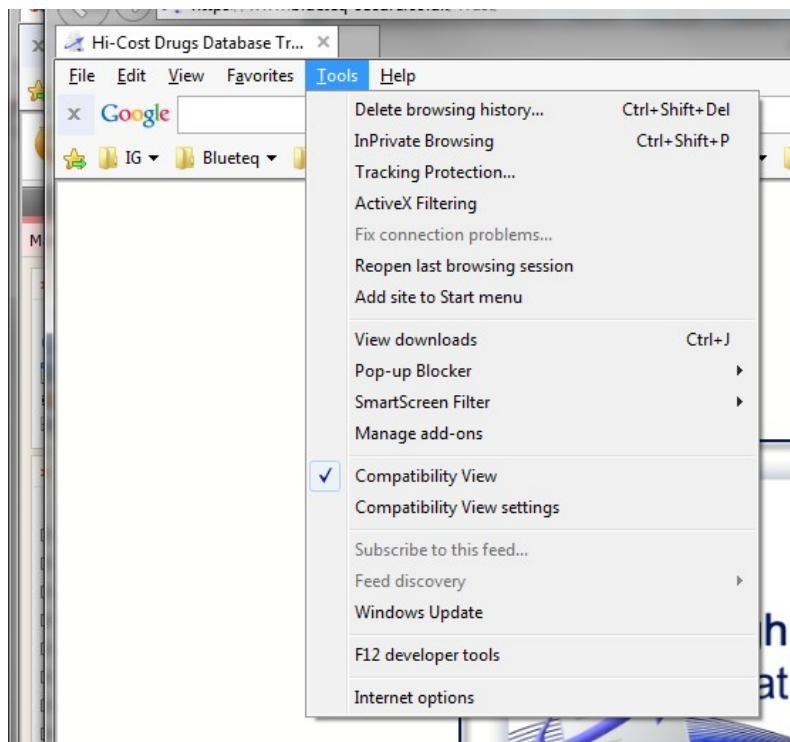 Hi-Cost Drugs Database Tr...
File Edit View Favorites Tools Help
x Google
IG Blueteq
Delete browsing history... Ctrl+Shift+Del
InPrivate Browsing Ctrl+Shift+P
Tracking Protection...
ActiveX Filtering
Fix connection problems...
Reopen last browsing session
Add site to Start menu
View downloads Ctrl+J
Pop-up Blocker
SmartScreen Filter
Manage add-ons
Compatibility View
Compatibility View settings
Subscribe to this feed...
Feed discovery
Windows Update
F12 developer tools
Internet options